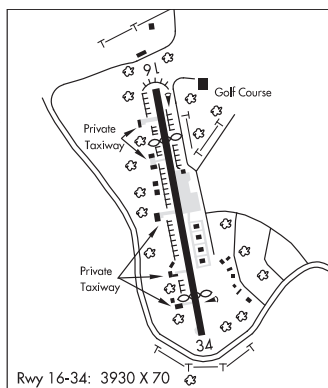 16
Golf Course
Private
Taxiway
Private
Taxiway
34
Rwy 16-34: 3930 X 70